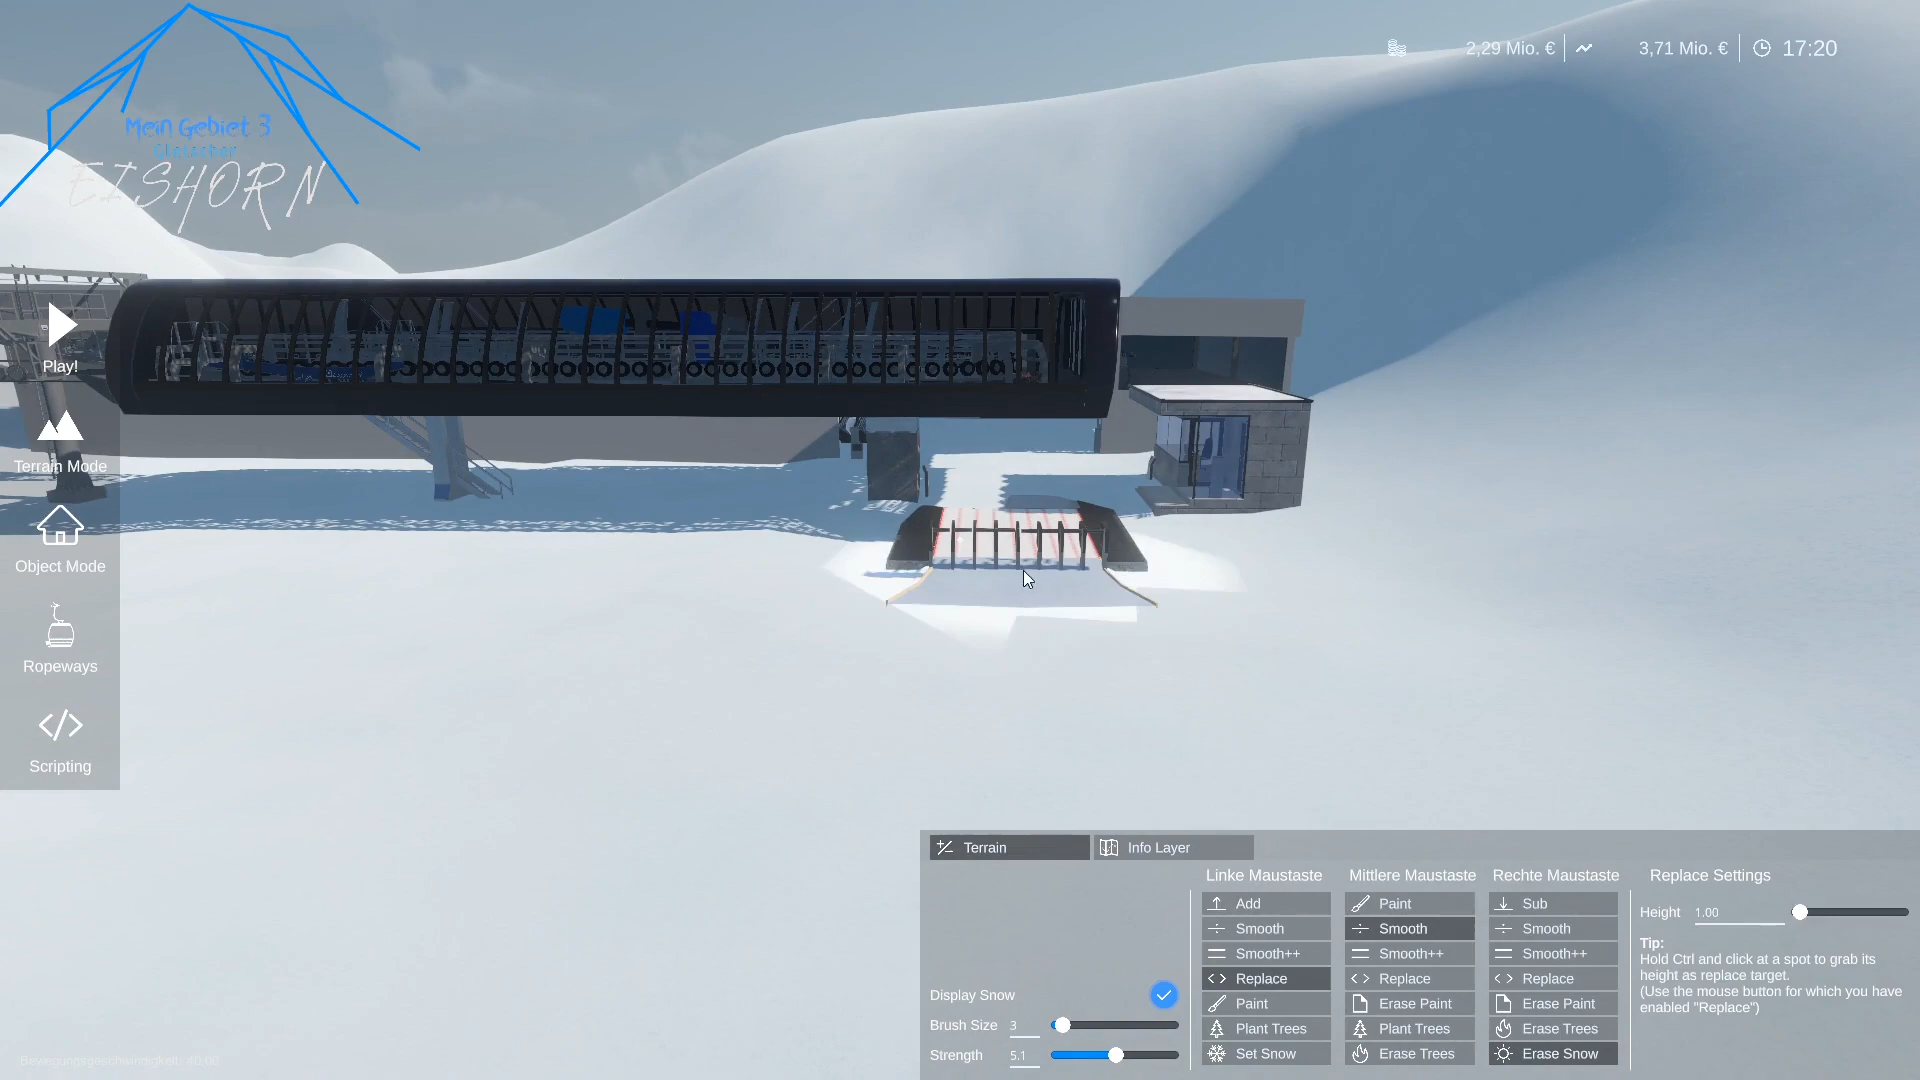 2,29 Mio. €
3,71 Mio. €
17:20
Mein Gebiet 3
Gletscher
EISHORN
Play!
Terrain Mode
Object Mode
Ropeways
Scripting
Terrain
Info Layer
Linke Maustaste
Mittlere Maustaste
Rechte Maustaste
Replace Settings
Add
Paint
Sub
Height 1.00
Smooth
Smooth
Smooth
Smooth++
Smooth++
Smooth++
Replace
Replace
Replace
Paint
Erase Paint
Erase Paint
Plant Trees
Plant Trees
Erase Trees
Set Snow
Erase Trees
Erase Snow
Tip:
Hold Ctrl and click at a spot to grab its
height as replace target.
(Use the mouse button for which you have
enabled "Replace")
Display Snow
Brush Size 3
Strength 5.1
Bewegungsgeschwindigkeit: 40.00